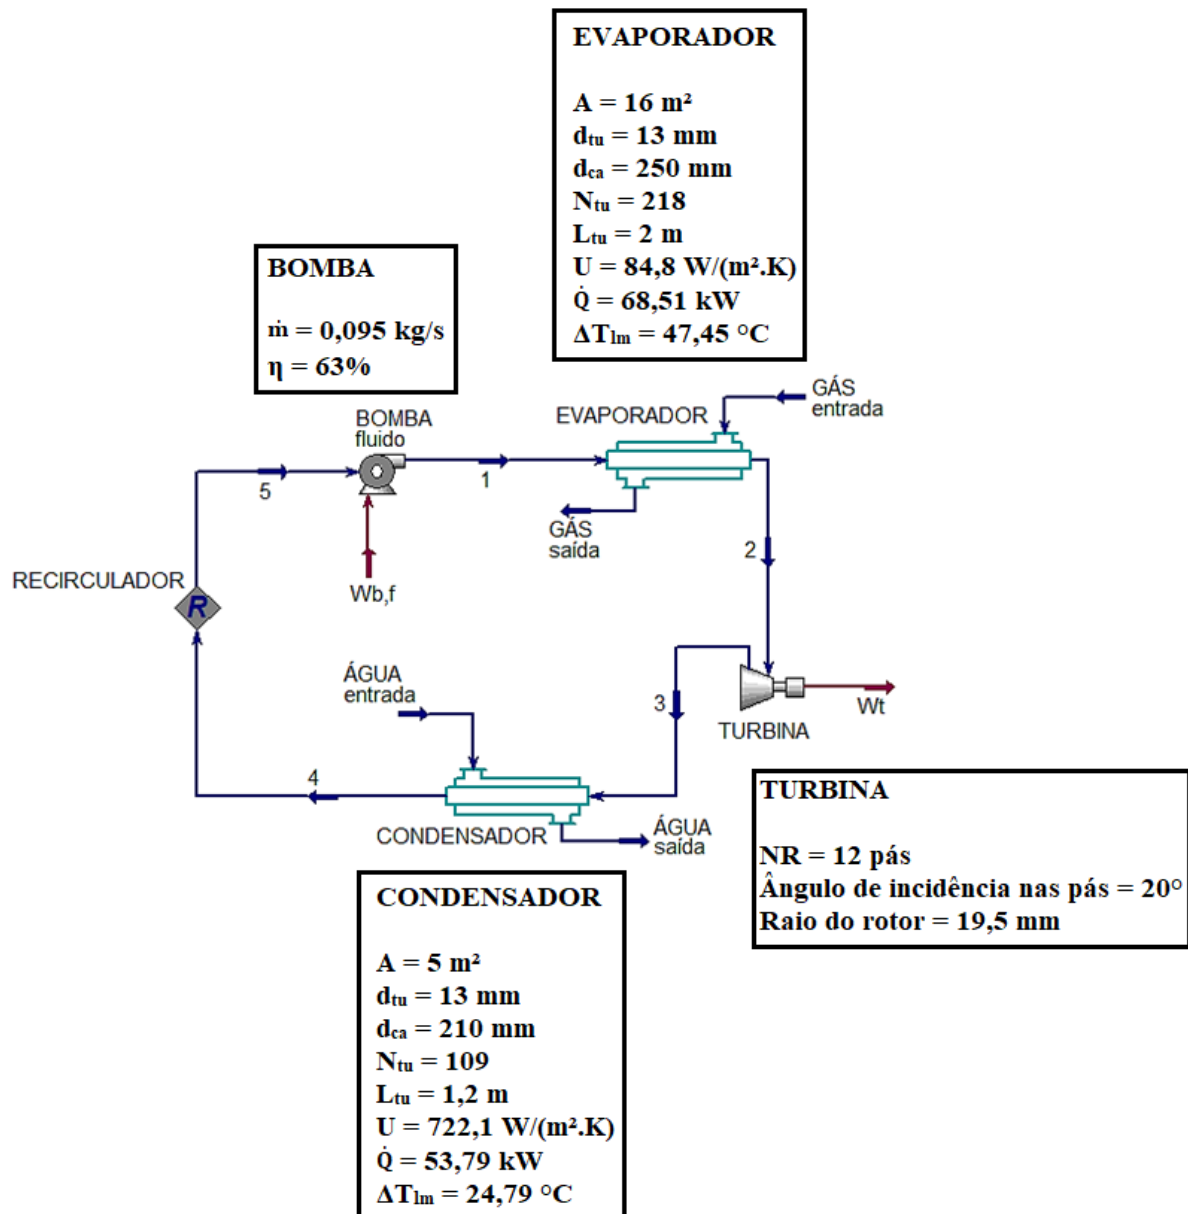 EVAPORADOR
A = 16 m²
dtu = 13 mm
dca = 250 mm
Ntu = 218
Ltu = 2 m
U = 84,8 W/(m².K)
Q̇ = 68,51 kW
ΔTlm = 47,45 °C
BOMBA
ṁ = 0,095 kg/s
η = 63%
BOMBA
fluido
EVAPORADOR
GÁS
entrada
5
1
GÁS
saída
2
RECIRCULADOR
R
Wb,f
ÁGUA
entrada
3
Wt
TURBINA
4
CONDENSADOR
ÁGUA
saída
TURBINA
NR = 12 pás
Ângulo de incidência nas pás = 20°
Raio do rotor = 19,5 mm
CONDENSADOR
A = 5 m²
dtu = 13 mm
dca = 210 mm
Ntu = 109
Ltu = 1,2 m
U = 722,1 W/(m².K)
Q̇ = 53,79 kW
ΔTlm = 24,79 °C